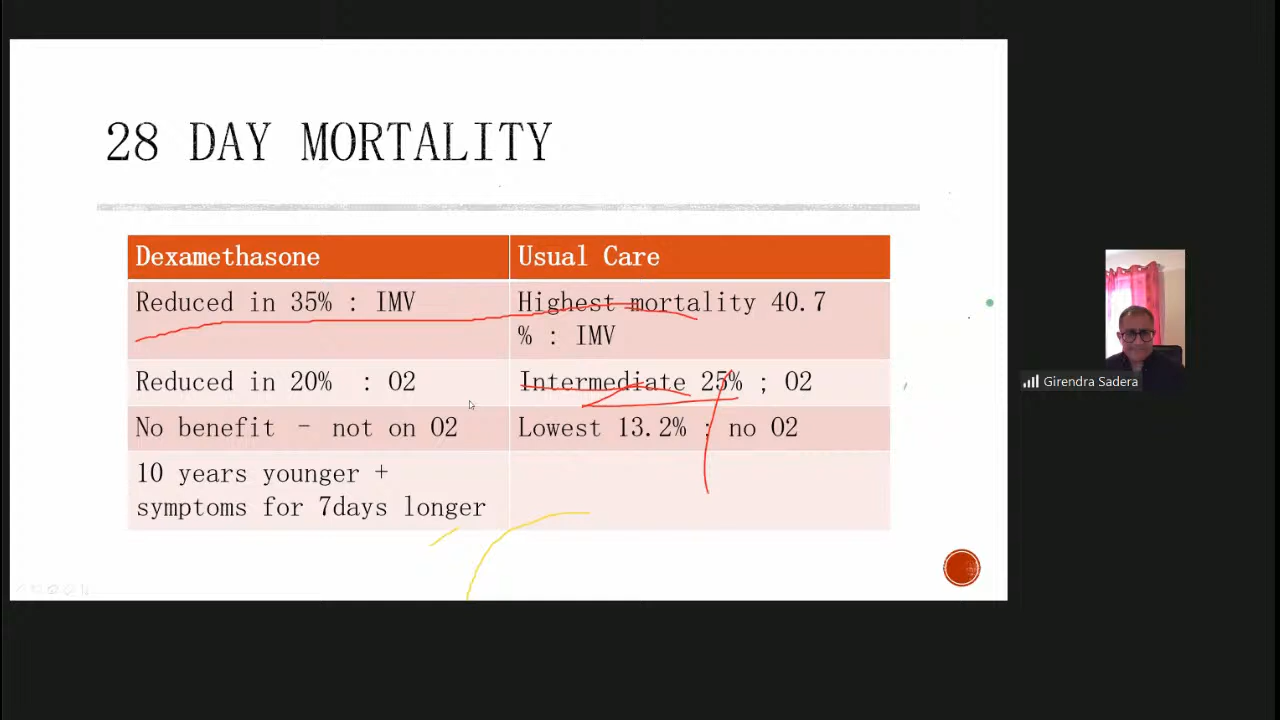 28 DAY MORTALITY
Dexamethasone
Usual Care
Reduced in 35% : IMV
Highest mortality 40.7
% : IMV
Reduced in 20%  : O2
Intermediate 25% ; O2
No benefit – not on O2
Lowest 13.2% : no O2
10 years younger +
symptoms for 7days longer
Girendra Sadera